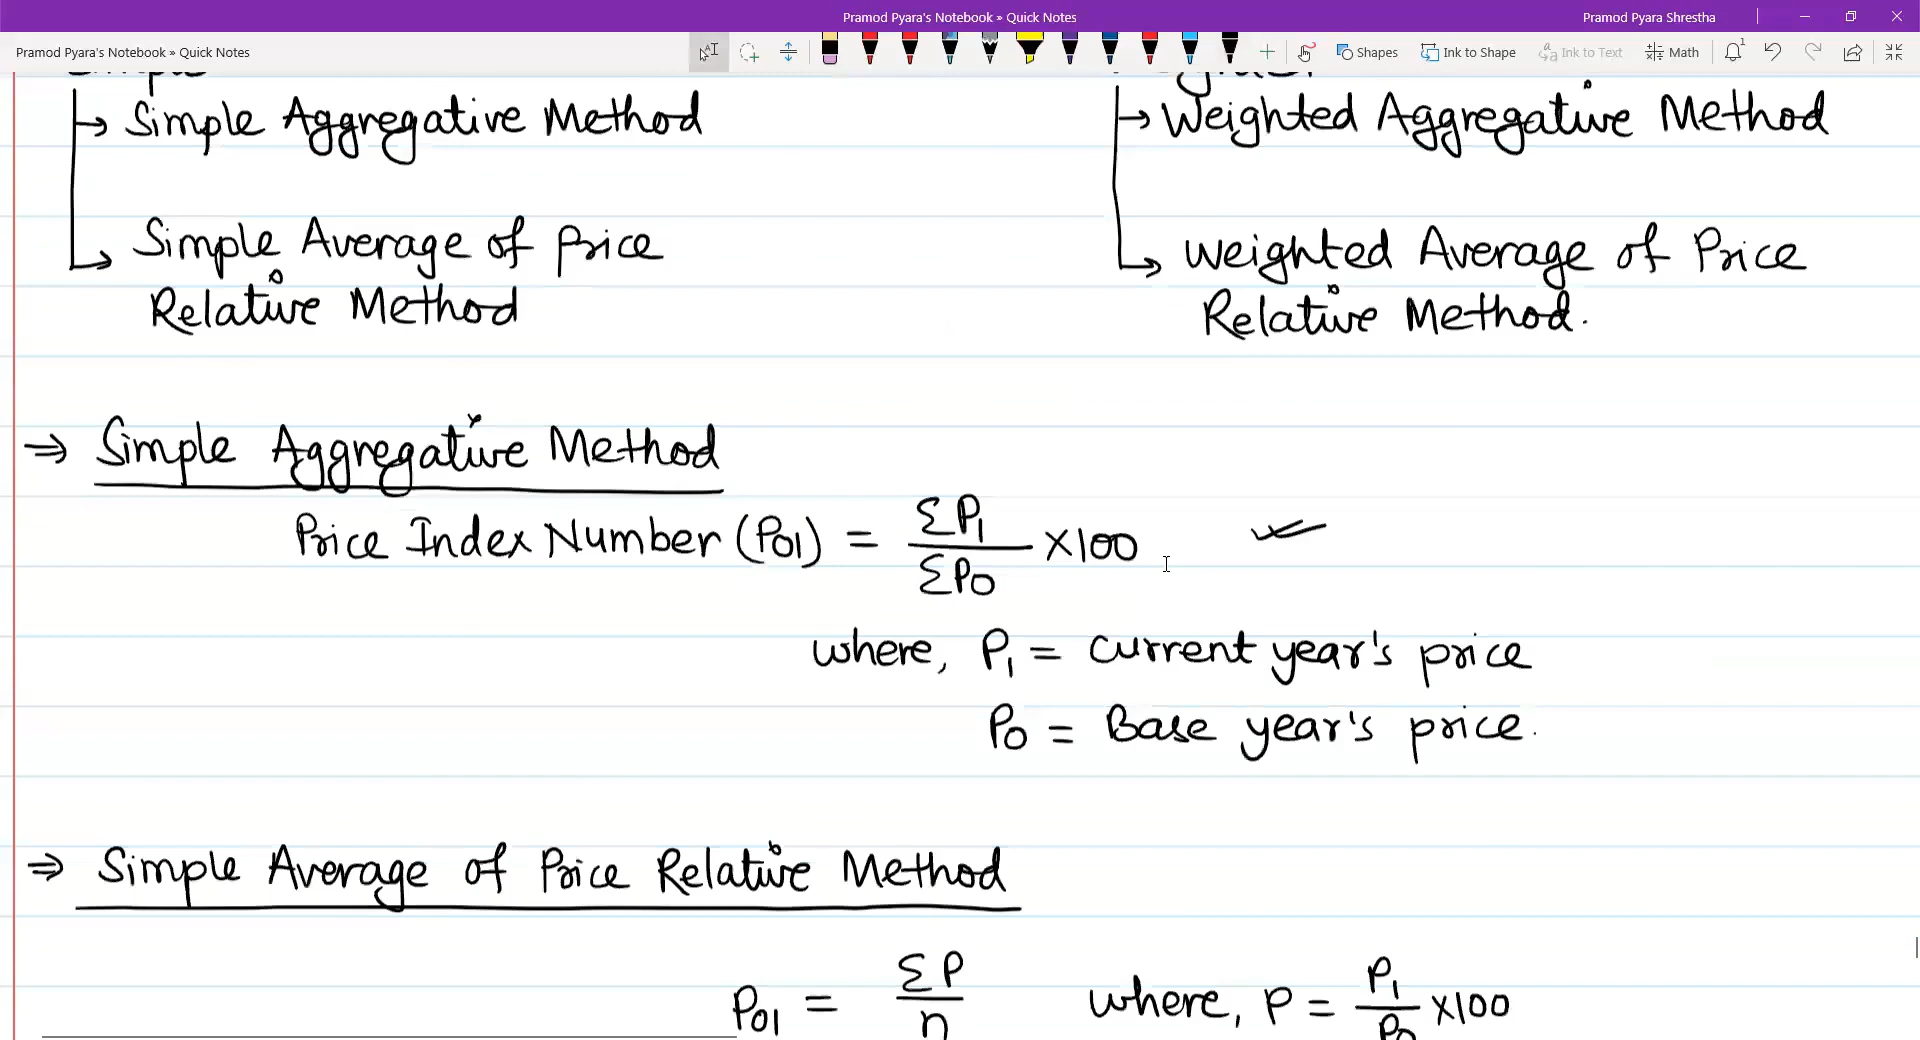 Pramod Pyara's Notebook » Quick Notes
Pramod Pyara Shrestha
Pramod Pyara's Notebook » Quick Notes
Shapes
Ink to Shape
Ink to Text
Math
→ Simple Aggregative Method
→ Simple Average of Price
Relative Method
→ Weighted Aggregative Method
→ Weighted Average of Price
Relative Method.
⇒ Simple Aggregative Method
Price Index Number (P01) = ΣP1 / ΣP0 ×100
where, P1 = Current year's price
P0 = Base year's price.
⇒ Simple Average of Price Relative Method
P01 = ΣP / n where, P = P1 / P0 ×100